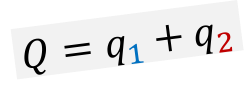 Q = q₁ + q₂